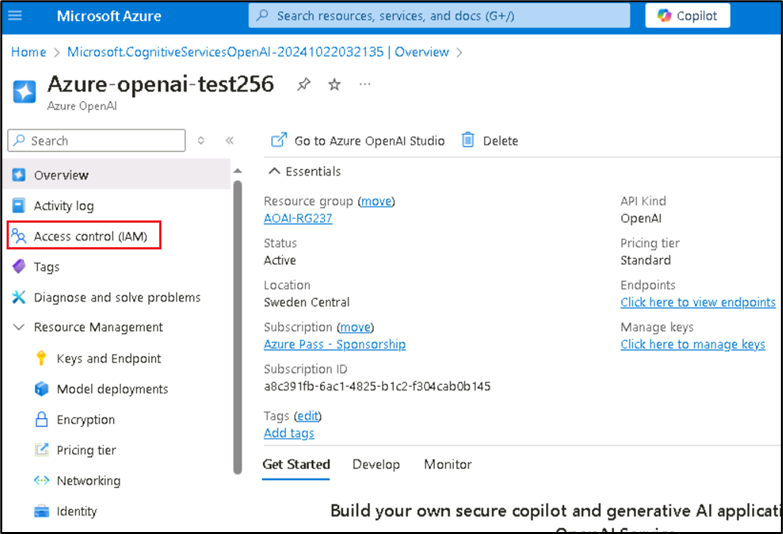 Microsoft Azure
Search resources, services, and docs (G+/)
Copilot
Home > Microsoft.CognitiveServicesOpenAI-20241022032135 | Overview >
Azure-openai-test256
Azure OpenAI
Search
Go to Azure OpenAI Studio
Delete
Overview
Activity log
Access control (IAM)
Tags
Diagnose and solve problems
Resource Management
Keys and Endpoint
Model deployments
Encryption
Pricing tier
Networking
Identity
Essentials
Resource group (move)
AOAI-RG237
Status
Active
Location
Sweden Central
Subscription (move)
Azure Pass - Sponsorship
Subscription ID
a8c391fb-6ac1-4825-b1c2-f304cab0b145
Tags (edit)
Add tags
API Kind
OpenAI
Pricing tier
Standard
Endpoints
Click here to view endpoints
Manage keys
Click here to manage keys
Get Started
Develop
Monitor
Build your own secure copilot and generative AI applicati
OpenAI Service